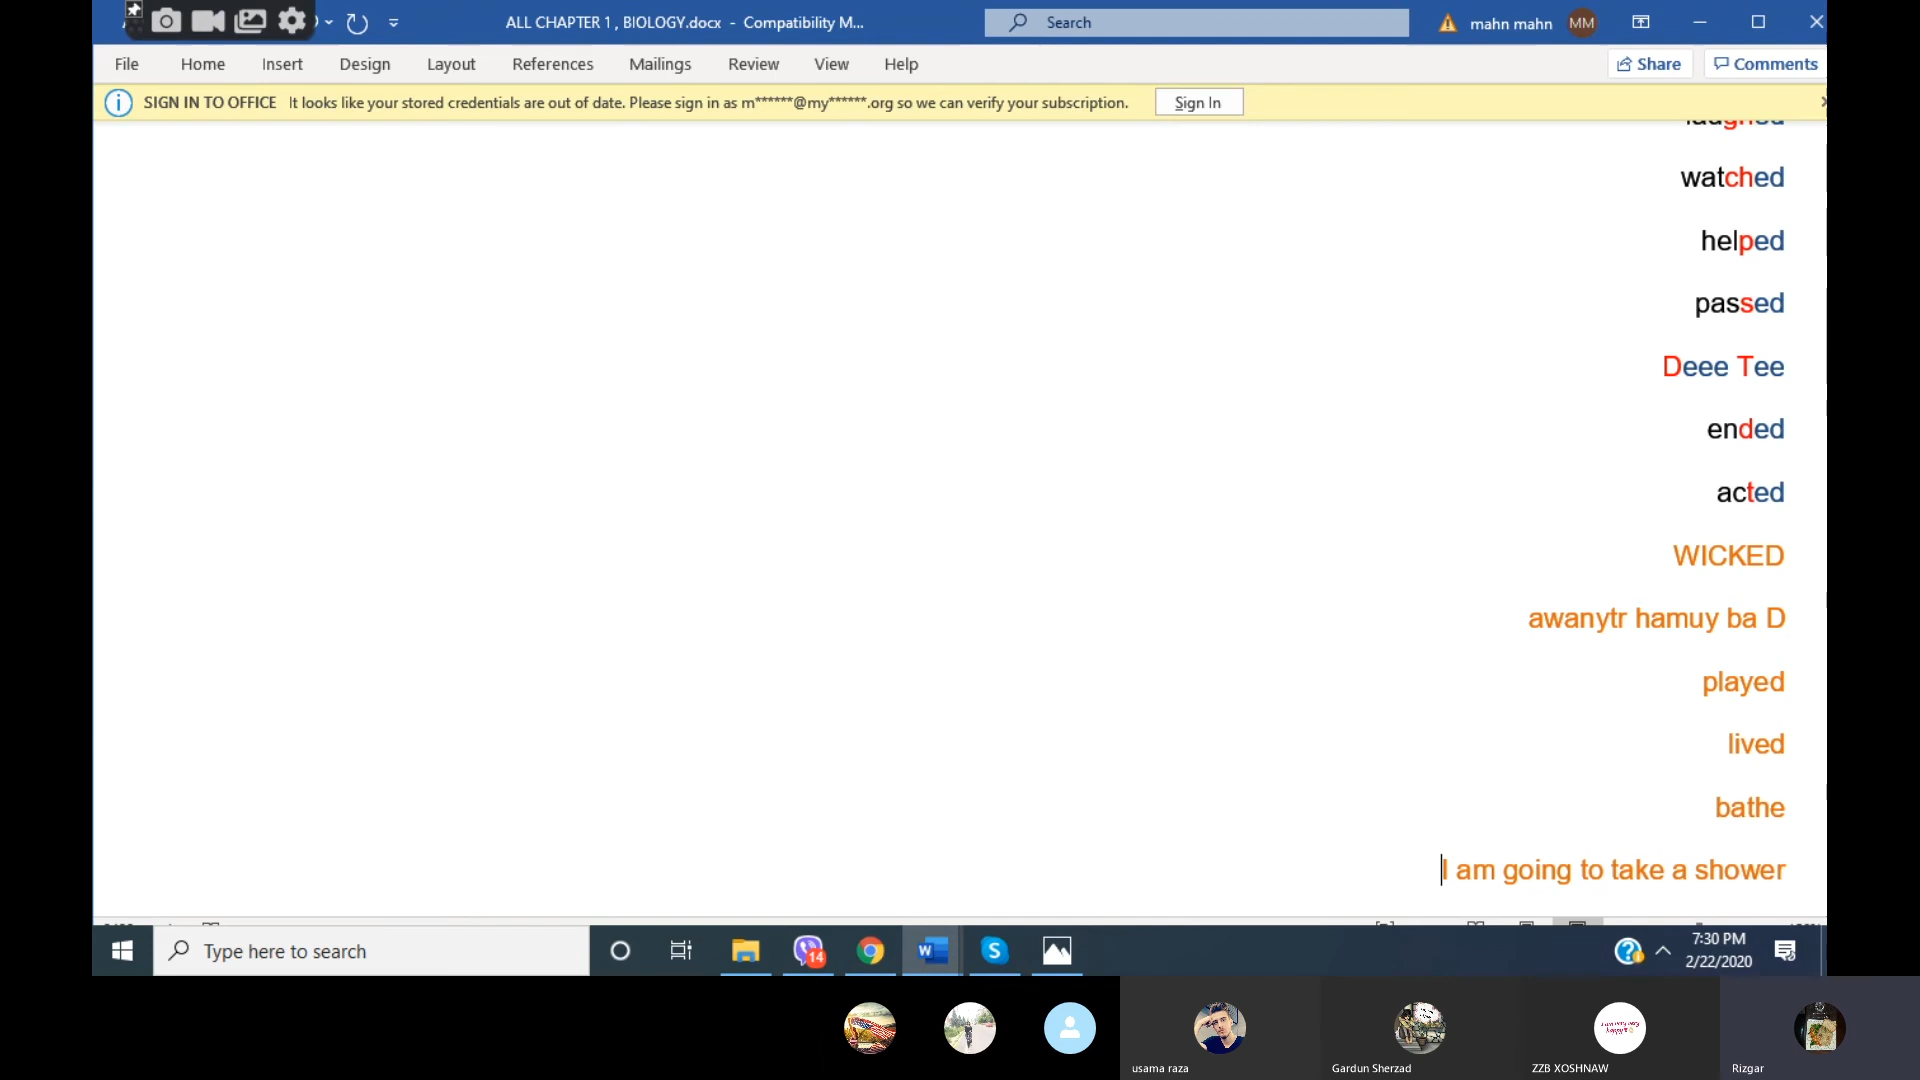 ALL CHAPTER 1 , BIOLOGY.docx - Compatibility M...
Search
mahn mahn
MM
File Home Insert Design Layout References Mailings Review View Help
Share
Comments
SIGN IN TO OFFICE It looks like your stored credentials are out of date. Please sign in as m******@my******.org so we can verify your subscription.
Sign In
watched
helped
passed
Deee Tee
ended
acted
WICKED
awanytr hamuy ba D
played
lived
bathe
I am going to take a shower
Type here to search
14
7:30 PM
2/22/2020
usama raza
Gardun Sherzad
ZZB XOSHNAW
Rizgar